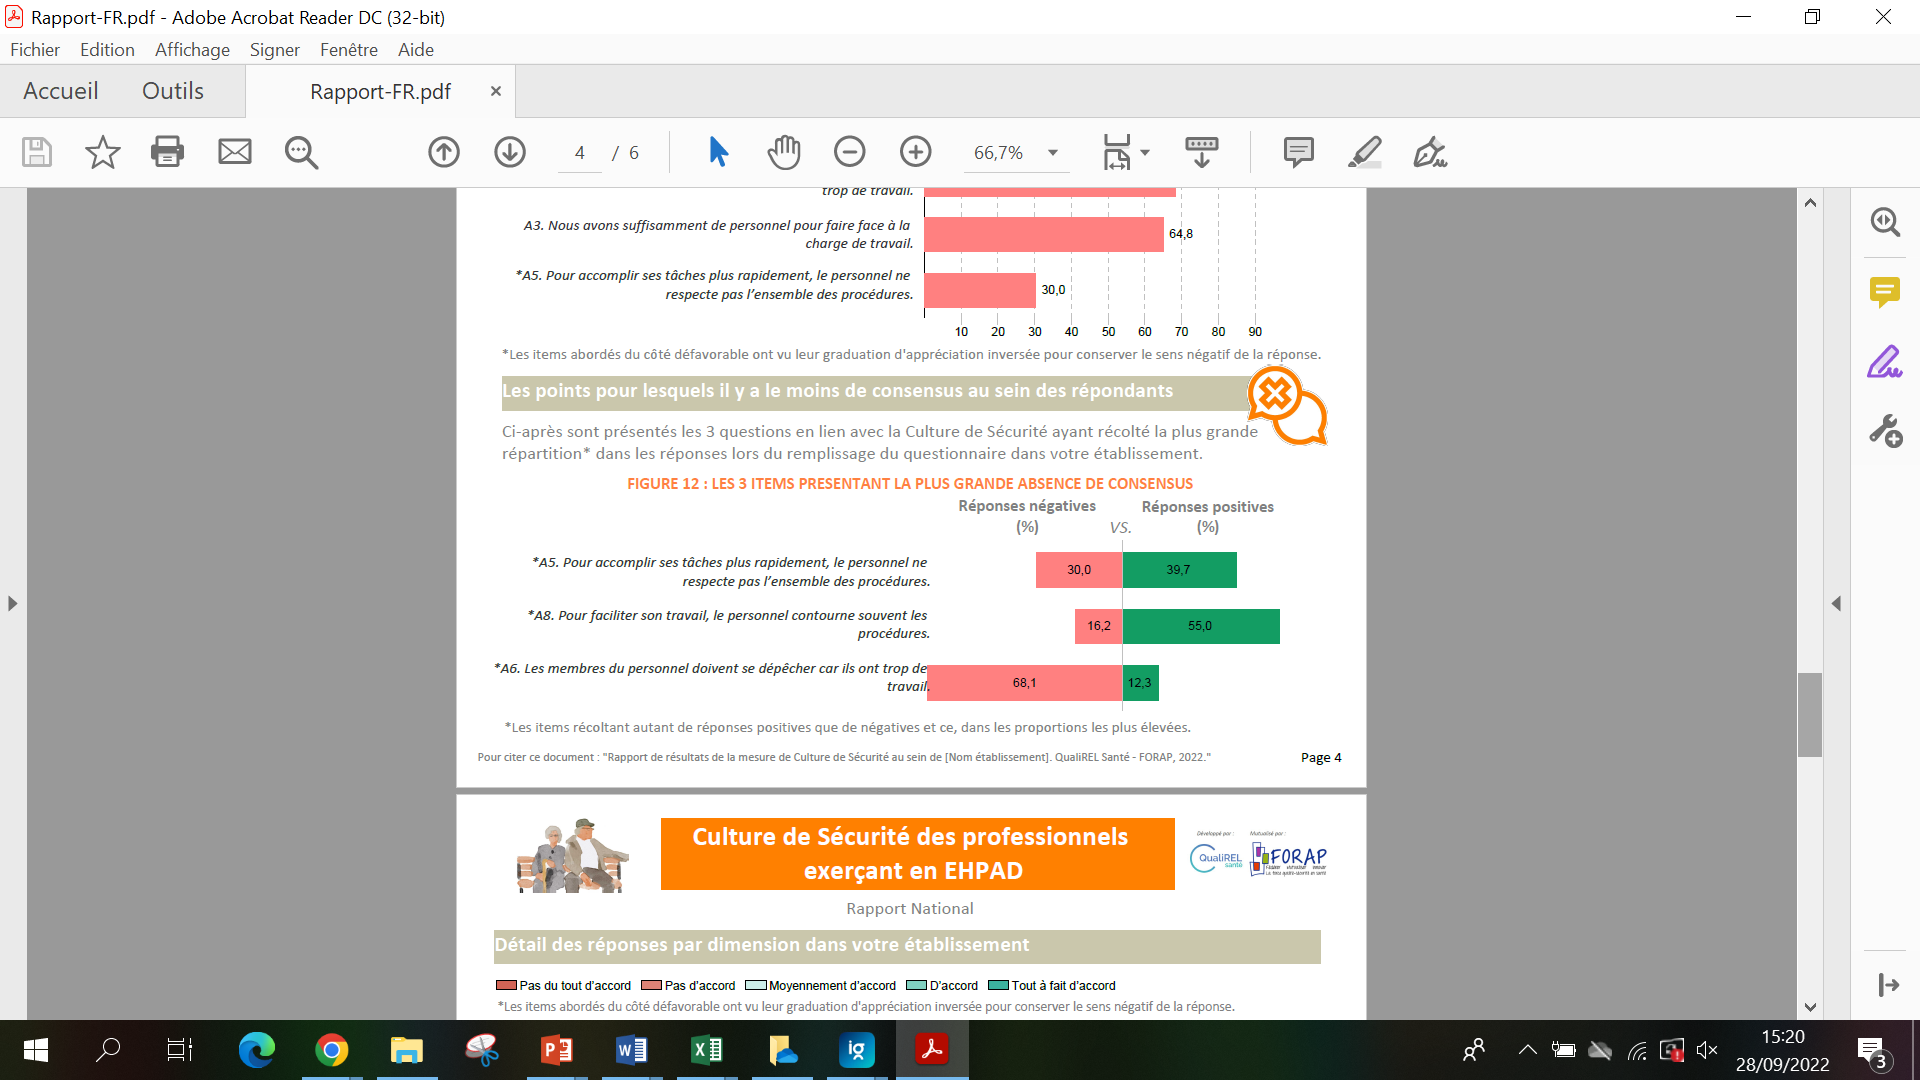 Rapport-FR.pdf - Adobe Acrobat Reader DC (32-bit)
Fichier Edition Affichage Signer Fenêtre Aide
Accueil Outils Rapport-FR.pdf
4 / 6 66,7%
trop de travail.
A3. Nous avons suffisamment de personnel pour faire face à la
charge de travail.
64,8
*A5. Pour accomplir ses tâches plus rapidement, le personnel ne
respecte pas l’ensemble des procédures.
30,0
10 20 30 40 50 60 70 80 90
*Les items abordés du côté défavorable ont vu leur graduation d'appréciation inversée pour conserver le sens négatif de la réponse.
Les points pour lesquels il y a le moins de consensus au sein des répondants
Ci-après sont présentés les 3 questions en lien avec la Culture de Sécurité ayant récolté la plus grande
répartition* dans les réponses lors du remplissage du questionnaire dans votre établissement.
FIGURE 12 : LES 3 ITEMS PRESENTANT LA PLUS GRANDE ABSENCE DE CONSENSUS
Réponses négatives
(%)
VS.
Réponses positives
(%)
*A5. Pour accomplir ses tâches plus rapidement, le personnel ne
respecte pas l’ensemble des procédures.
30,0 39,7
*A8. Pour faciliter son travail, le personnel contourne souvent les
procédures.
16,2 55,0
*A6. Les membres du personnel doivent se dépêcher car ils ont trop de
travail.
68,1 12,3
*Les items récoltant autant de réponses positives que de négatives et ce, dans les proportions les plus élevées.
Pour citer ce document : "Rapport de résultats de la mesure de Culture de Sécurité au sein de [Nom établissement]. QualiREL Santé - FORAP, 2022."
Page 4
Culture de Sécurité des professionnels
exerçant en EHPAD
Développé par : Mutualisé par :
QualiREL
santé
FORAP
Rapport National
Détail des réponses par dimension dans votre établissement
Pas du tout d'accord Pas d'accord Moyennement d'accord D'accord Tout à fait d'accord
*Les items abordés du côté défavorable ont vu leur graduation d'appréciation inversée pour conserver le sens négatif de la réponse.
15:20
28/09/2022
3